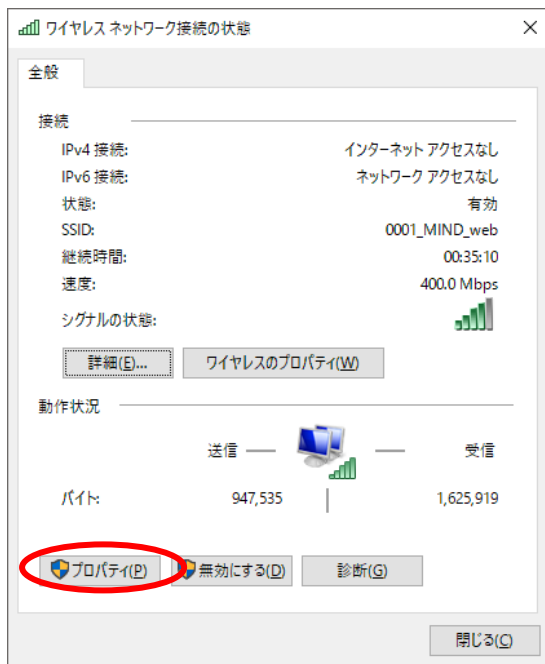 ワイヤレス ネットワーク接続の状態
全般
接続
IPv4 接続: インターネット アクセスなし
IPv6 接続: ネットワーク アクセスなし
状態: 有効
SSID: 0001_MIND_web
継続時間: 00:35:10
速度: 400.0 Mbps
シグナルの状態:
詳細(E)... ワイヤレスのプロパティ(W)
動作状況
送信 受信
バイト: 947,535 1,625,919
プロパティ(P) 無効にする(D) 診断(G)
閉じる(C)